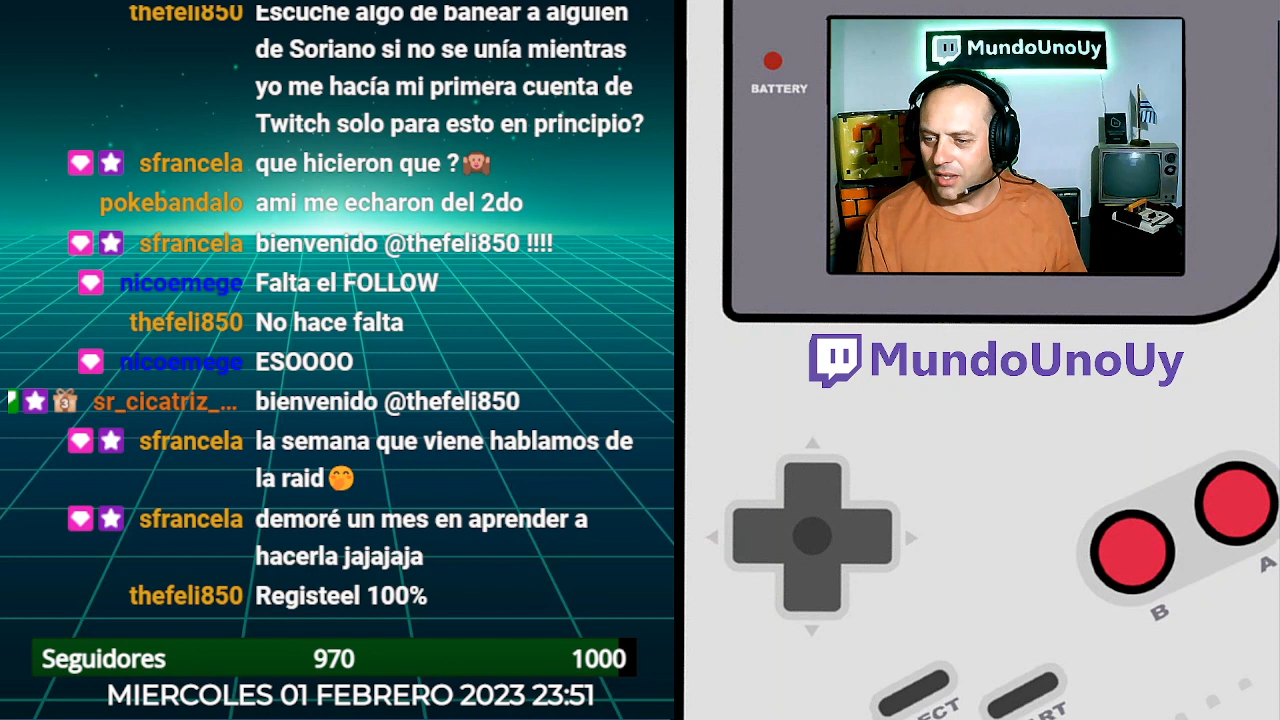 thefeli850 Escuche algo de banear a alguien
de Soriano si no se unía mientras
yo me hacía mi primera cuenta de
Twitch solo para esto en principio?
sfrancela que hicieron que ?
pokebandalo ami me echaron del 2do
sfrancela bienvenido @thefeli850 !!!!
nicoemege Falta el FOLLOW
thefeli850 No hace falta
nicoemege ESOOOO
3 sr_cicatriz_... bienvenido @thefeli850
sfrancela la semana que viene hablamos de
la raid
sfrancela demoré un mes en aprender a
hacerla jajajaja
thefeli850 Registeel 100%
Seguidores 970 1000
MIERCOLES 01 FEBRERO 2023 23:51
MundoUnoUy
BATTERY
MundoUnoUy
A
B